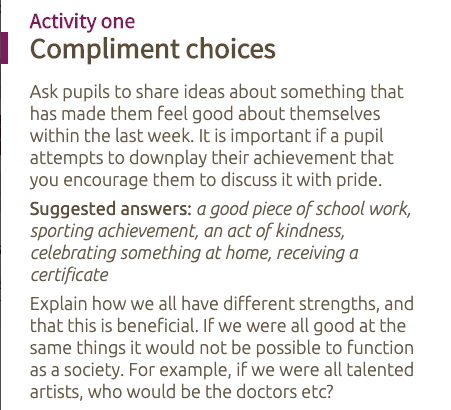 Activity one
Compliment choices
Ask pupils to share ideas about something that
has made them feel good about themselves
within the last week. It is important if a pupil
attempts to downplay their achievement that
you encourage them to discuss it with pride.
Suggested answers: a good piece of school work,
sporting achievement, an act of kindness,
celebrating something at home, receiving a
certificate
Explain how we all have different strengths, and
that this is beneficial. If we were all good at the
same things it would not be possible to function
as a society. For example, if we were all talented
artists, who would be the doctors etc?